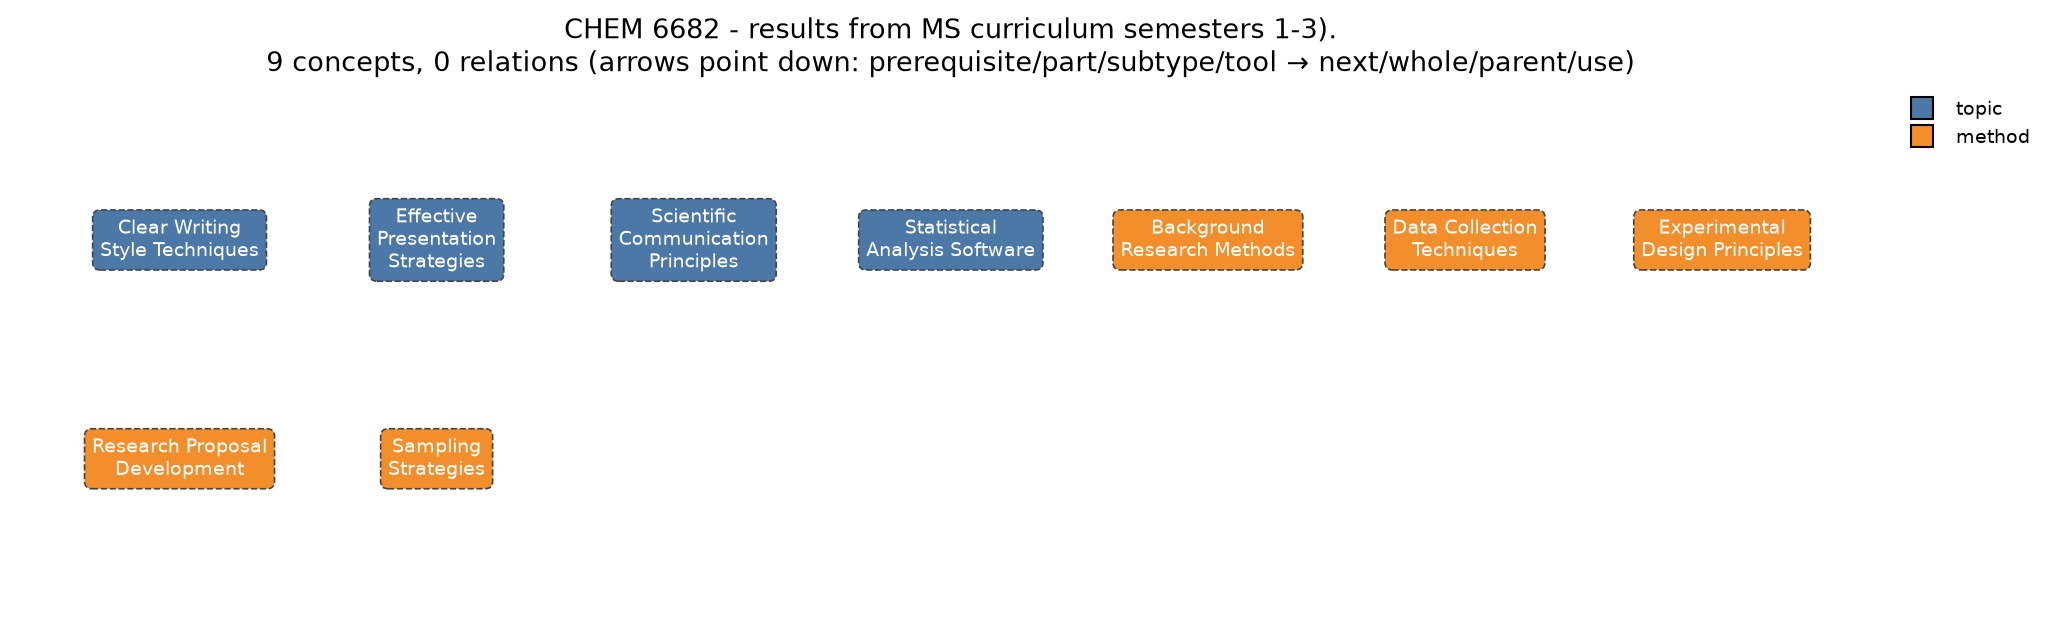 CHEM 6682 - results from MS curriculum semesters 1-3).
9 concepts, 0 relations (arrows point down: prerequisite/part/subtype/tool → next/whole/parent/use)
topic
method
Clear Writing
Style Techniques
Effective
Presentation
Strategies
Scientific
Communication
Principles
Statistical
Analysis Software
Background
Research Methods
Data Collection
Techniques
Experimental
Design Principles
Research Proposal
Development
Sampling
Strategies